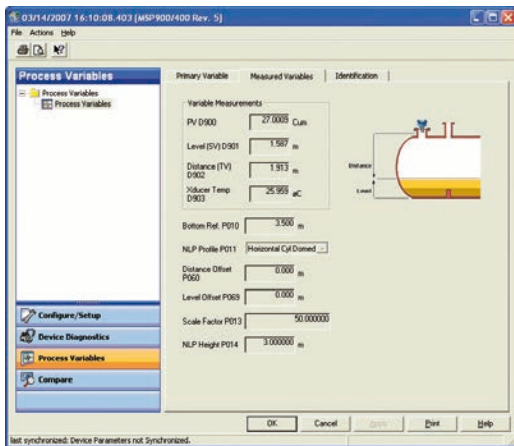 03/14/2007 16:10:08.403 [MSP900/400 Rev. 5]
File Actions Help
Process Variables
Process Variables
Process Variables
Configure/Setup
Device Diagnostics
Process Variables
Compare
Primary Variable Measured Variables Identification
Variable Measurements
PV D900 27.0009 Cum
Level (SV) D901 1.587 m
Distance (TV) D902 1.913 m
Xducer Temp D903 25.959 øC
Bottom Ref. P010 3.500 m
NLP Profile P011 Horizontal Cyl Domed
Distance Offset P060 0.000 m
Level Offset P069 0.000 m
Scale Factor P013 50.000000
NLP Height P014 3.000000 m
Distance
Level
OK Cancel Apply Print Help
last synchronized: Device Parameters not Synchronized.